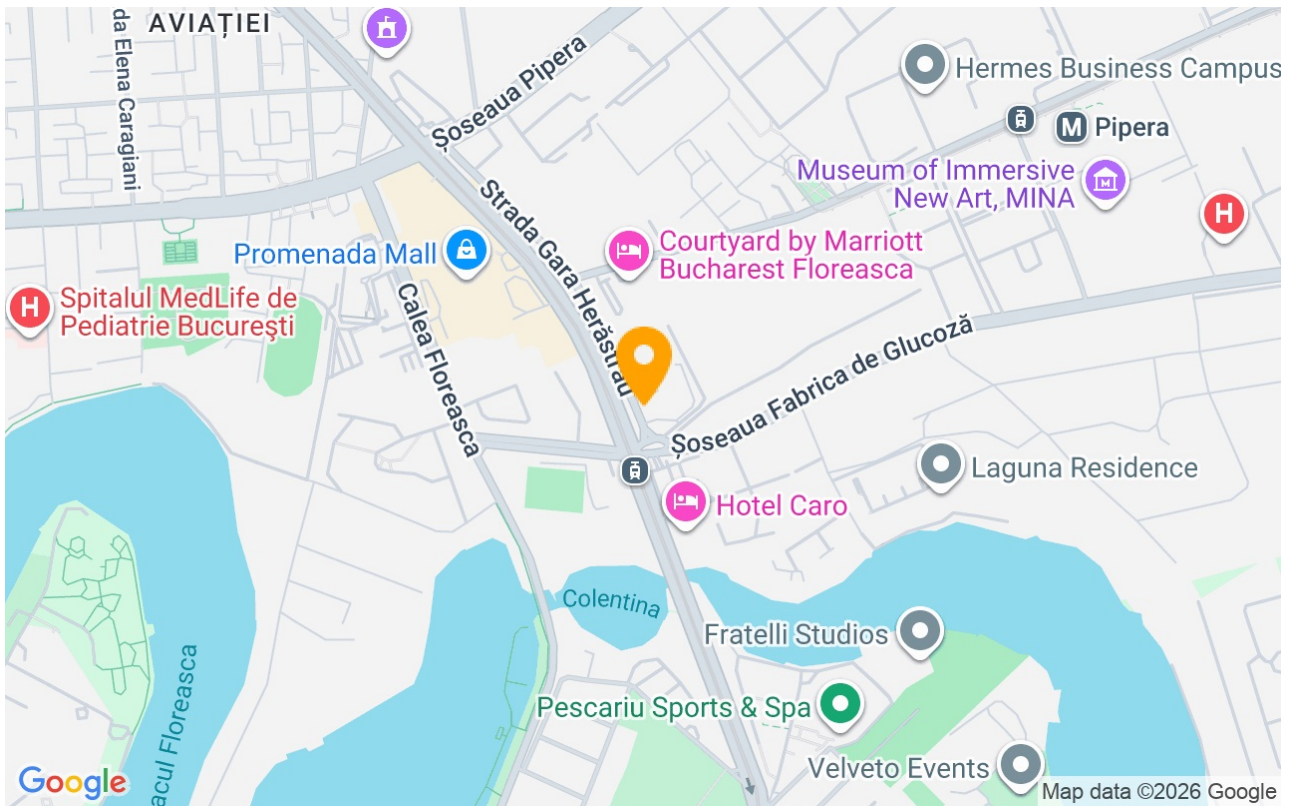 da Elena Caragiani
AVIAȚIEI
Șoseaua Pipera
Hermes Business Campus
M
Pipera
Museum of Immersive
New Art, MINA
H
Strada Gara Herăstrău
Promenada Mall
Courtyard by Marriott
Bucharest Floreasca
H
Spitalul MedLife de
Pediatrie București
Calea Floreasca
Șoseaua Fabrica de Glucoză
Laguna Residence
Hotel Caro
Colentina
Fratelli Studios
acul Floreasca
Pescariu Sports & Spa
Velveto Events
Google
Map data ©2026 Google